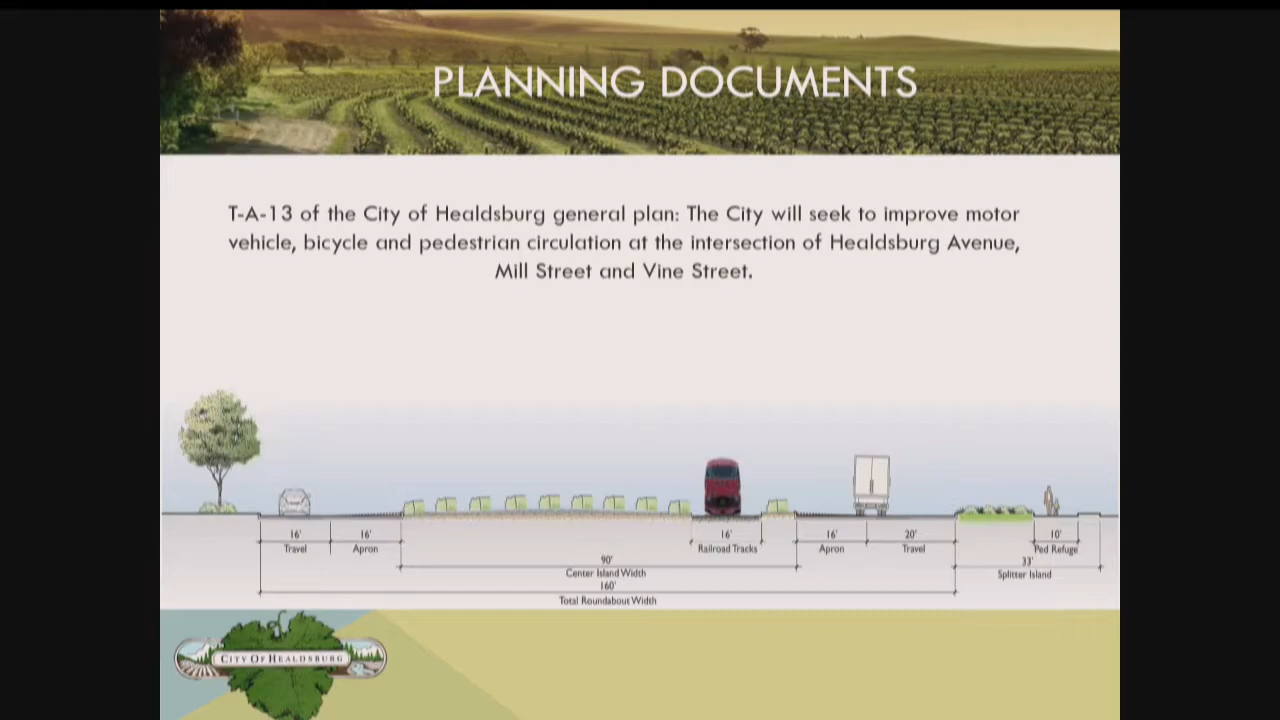 PLANNING DOCUMENTS
T-A-13 of the City of Healdsburg general plan: The City will seek to improve motor
vehicle, bicycle and pedestrian circulation at the intersection of Healdsburg Avenue,
Mill Street and Vine Street.
16' 16' 16' 16' 20' 10'
Travel Apron Railroad Tracks Apron Travel Ped Refuge
90' 33'
Center Island Width Splitter Island
160'
Total Roundabout Width
CITY OF HEALDSBURG